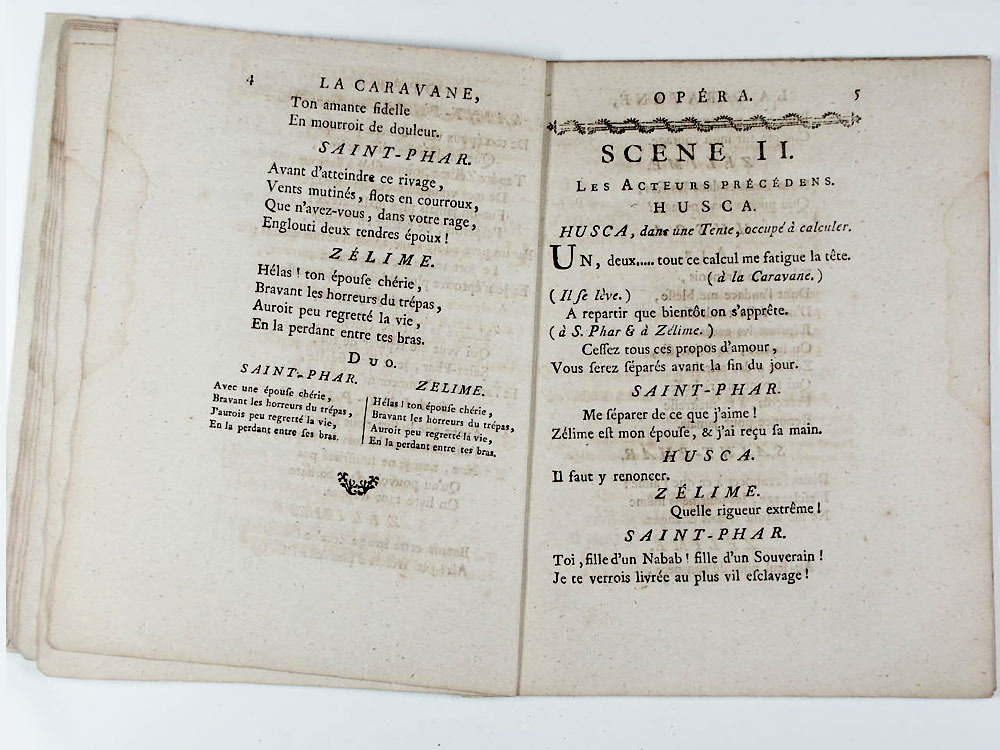 4
LA CARAVANE,
Ton amante fidelle
En mourroit de douleur.
SAINT-PHAR.
Avant d'atteindre ce rivage,
Vents mutinés, flots en courroux,
Que n'avez-vous, dans votre rage,
Englouti deux tendres époux!
ZÉLIME.
Hélas! ton épouſe chérie,
Bravant les horreurs du trépas,
Auroit peu regretté la vie,
En la perdant entre tes bras.
DUO.
SAINT-PHAR.
Avec une épouſe chérie,
Bravant les horreurs du trépas,
J'aurois peu regretté la vie,
En la perdant entre ſes bras.
ZELIME.
Hélas! ton épouſe chérie,
Bravant les horreurs du trépas,
Auroit peu regretté la vie,
En la perdant entre tes bras.
OPÉRA.
5
SCENE II.
LES ACTEURS PRÉCÉDENS.
HUSCA.
HUSCA, dans une Tente, occupé à calculer.
UN, deux..... tout ce calcul me fatigue la tête.
(à la Caravane.)
(Il ſe lève.)
A repartir que bientôt on s'apprête.
(à S. Phar & à Zélime.)
Ceſſez tous ces propos d'amour,
Vous ſerez ſéparés avant la fin du jour.
SAINT-PHAR.
Me ſéparer de ce que j'aime!
Zélime eſt mon épouſe, & j'ai reçu ſa main.
HUSCA.
Il faut y renoncer.
ZÉLIME.
Quelle rigueur extrême!
SAINT-PHAR.
Toi, fille d'un Nabab! fille d'un Souverain!
Je te verrois livrée au plus vil eſclavage!